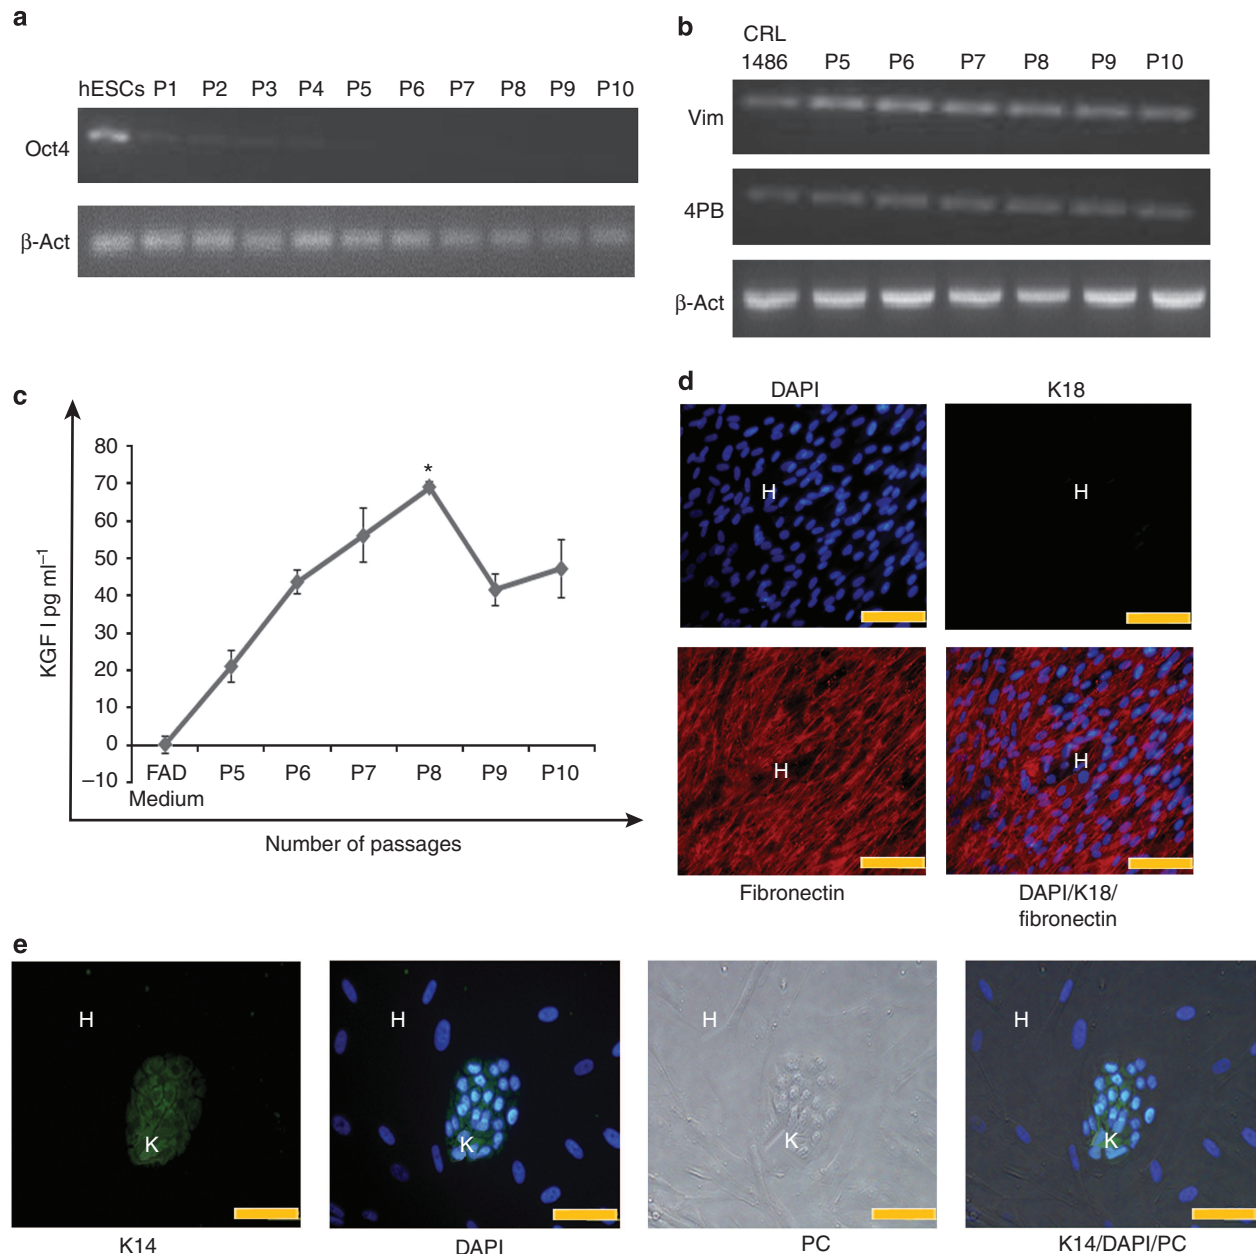 a
hESCs P1 P2 P3 P4 P5 P6 P7 P8 P9 P10
Oct4
β-Act
b
CRL
1486 P5 P6 P7 P8 P9 P10
Vim
4PB
β-Act
c
KGF I pg ml⁻¹
80
70
60
50
40
30
20
10
0
–10
*
FAD P5 P6 P7 P8 P9 P10
Medium
Number of passages
d
DAPI K18
H H
H H
Fibronectin DAPI/K18/
fibronectin
e
H H H H
K K K K
K14 DAPI PC K14/DAPI/PC